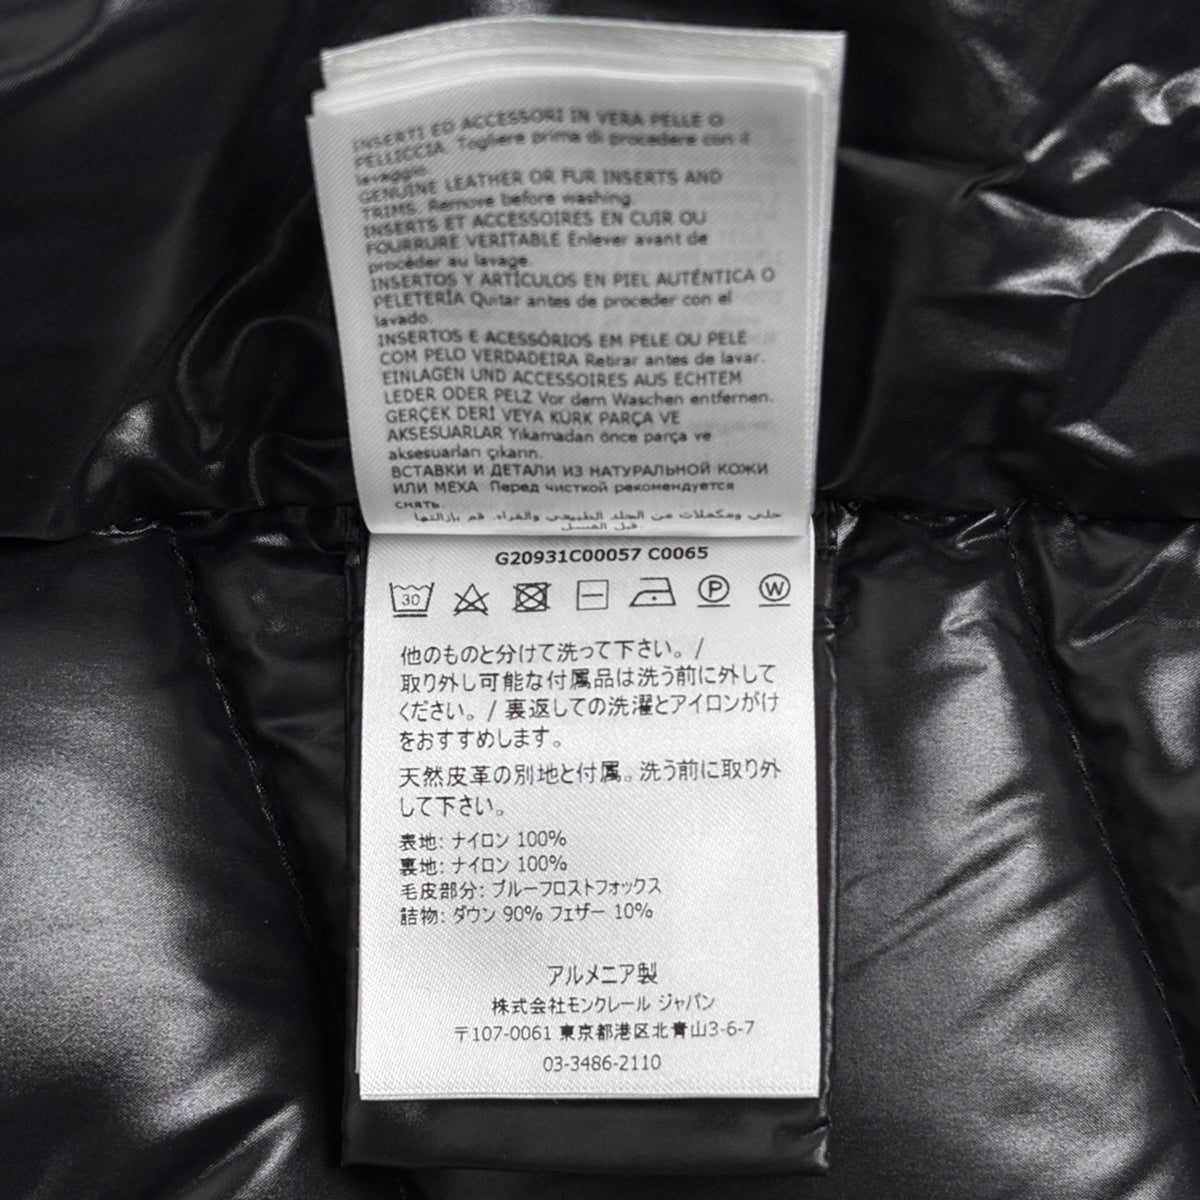 INSERTI ED ACCESSORI IN VERA PELLE O
PELLICCIA. Togliere prima di procedere con il
lavaggio.
GENUINE LEATHER OR FUR INSERTS AND
TRIMS. Remove before washing.
INSERTS ET ACCESSOIRES EN CUIR OU
FOURRURE VERITABLE Enlever avant de
procéder au lavage.
INSERTOS Y ARTÍCULOS EN PIEL AUTÉNTICA O
PELETERÍA Quitar antes de proceder con el
lavado.
INSERTOS E ACESSÓRIOS EM PELE OU PELE
COM PELO VERDADEIRA Retirar antes de lavar.
EINLAGEN UND ACCESSOIRES AUS ECHTEM
LEDER ODER PELZ Vor dem Waschen entfernen.
GERÇEK DERİ VEYA KÜRK PARÇA VE
AKSESUARLAR Yıkamadan önce parça ve
aksesuarları çıkarın.
ВСТАВКИ И ДЕТАЛИ ИЗ НАТУРАЛЬНОЙ КОЖИ
ИЛИ МЕХА Перед чисткой рекомендуется
снять.
حلي ومكملات من الجلد الطبيعي والفراء. قم بإزالتها
قبل الغسل.
G20931C00057 C0065
30 P W
他のものと分けて洗って下さい。/
取り外し可能な付属品は洗う前に外して
ください。/ 裏返しての洗濯とアイロンがけ
をおすすめします。
天然皮革の別地と付属。洗う前に取り外
して下さい。
表地: ナイロン 100%
裏地: ナイロン 100%
毛皮部分: ブルーフロストフォックス
詰物: ダウン 90% フェザー 10%
アルメニア製
株式会社モンクレール ジャパン
〒107-0061 東京都港区北青山3-6-7
03-3486-2110